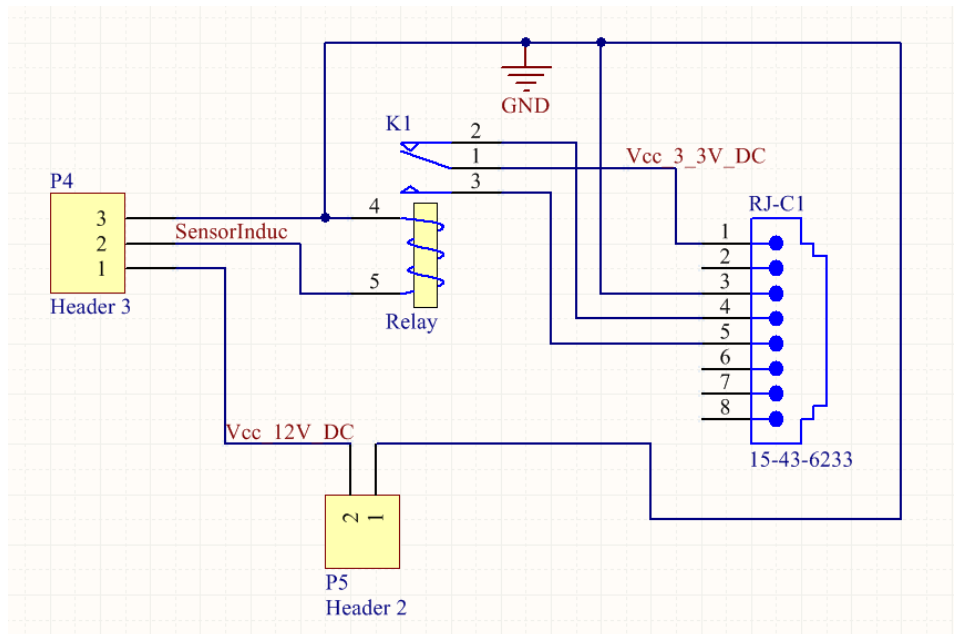 GND
K1
2
1
3
Vcc_3_3V_DC
P4
3
2
1
SensorInduc
Header 3
4
5
Relay
RJ-C1
1
2
3
4
5
6
7
8
15-43-6233
Vcc_12V_DC
2 1
P5
Header 2